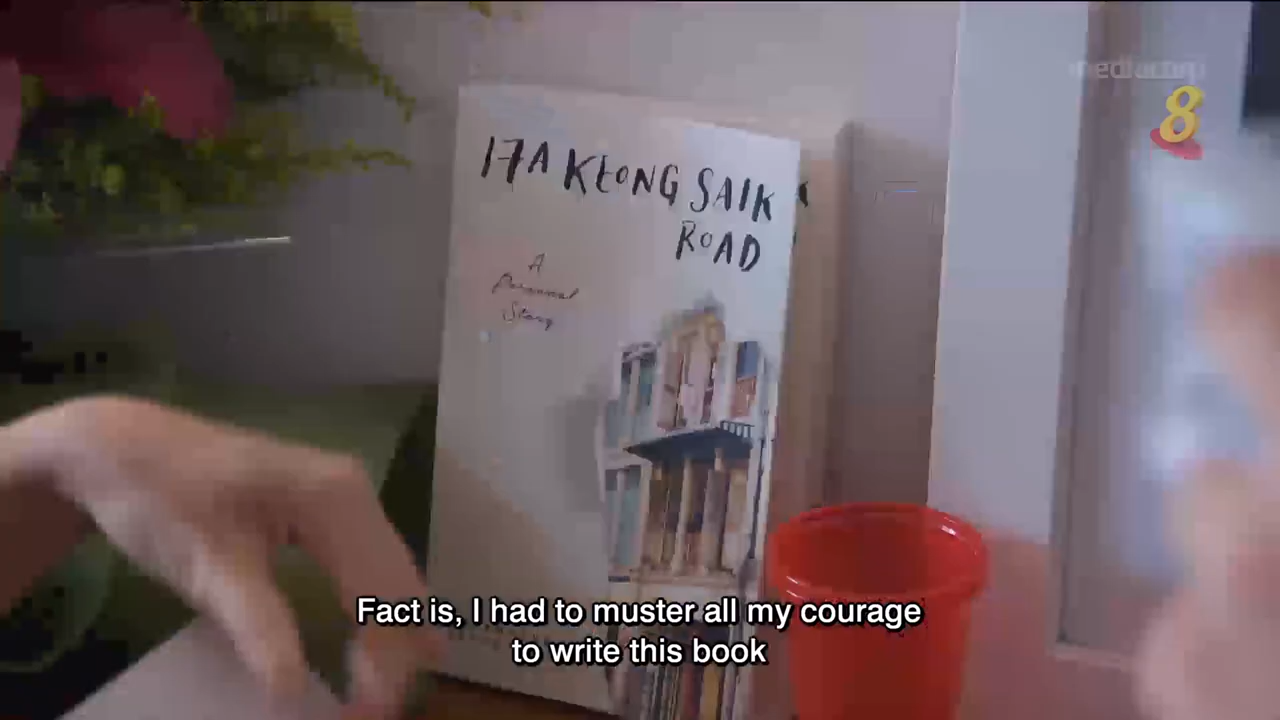 mediacorp
8
17A KEONG SAIK
ROAD
A
Personal
Story
Fact is, I had to muster all my courage
to write this book